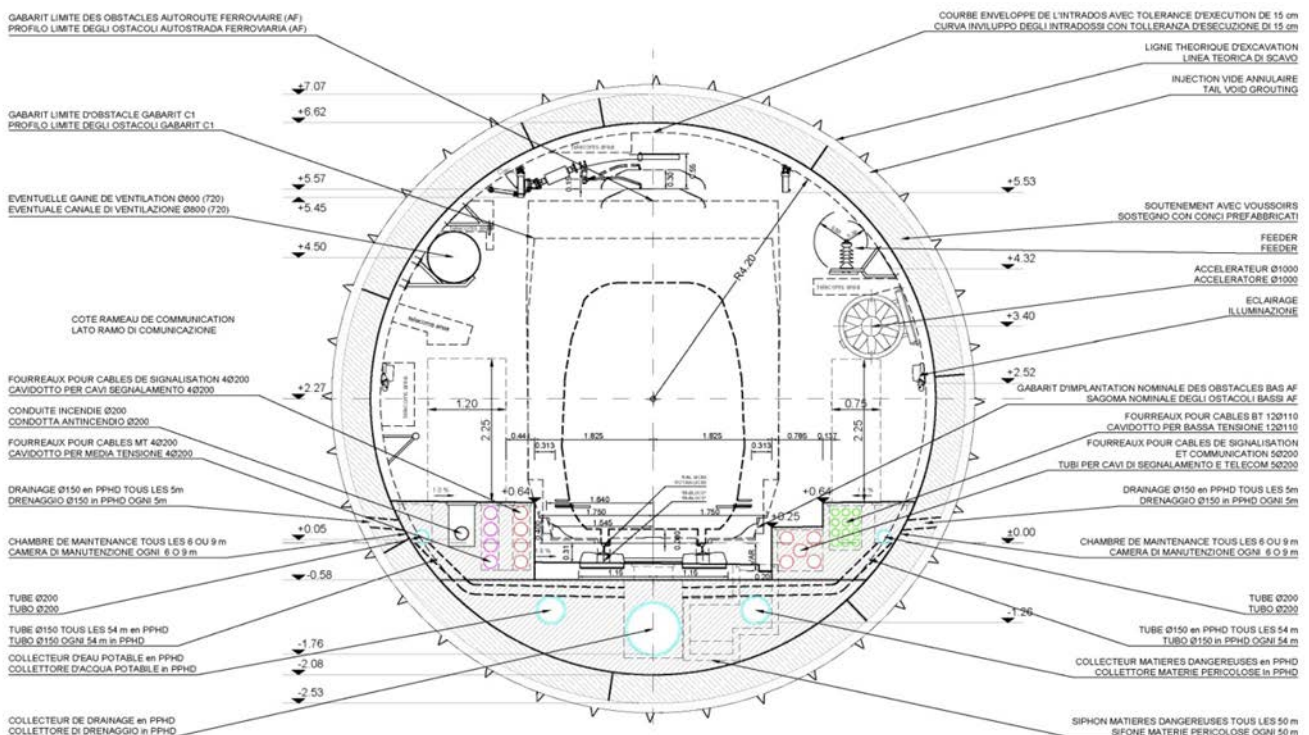 GABARIT LIMITE DES OBSTACLES AUTOROUTE FERROVIAIRE (AF)
PROFILO LIMITE DEGLI OSTACOLI AUTOSTRADA FERROVIARIA (AF)
COURBE ENVELOPPE DE L'INTRADOS AVEC TOLERANCE D'EXECUTION DE 15 cm
CURVA INVILUPPO DEGLI INTRADOSSI CON TOLLERANZA D'ESECUZIONE DI 15 cm
LIGNE THEORIQUE D'EXCAVATION
LINEA TEORICA DI SCAVO
INJECTION VIDE ANNULAIRE
TAIL VOID GROUTING
+7.07
+6.62
GABARIT LIMITE D'OBSTACLE GABARIT C1
PROFILO LIMITE DEGLI OSTACOLI GABARIT C1
telecoms area
0.30
+5.57
+5.45
+5.53
EVENTUELLE GAINE DE VENTILATION Ø800 (720)
EVENTUALE CANALE DI VENTILAZIONE Ø800 (720)
SOUTENEMENT AVEC VOUSSOIRS
SOSTEGNO CON CONCI PREFABBRICATI
FEEDER
FEEDER
+4.50
+4.32
R4.20
telecoms area
ACCELERATEUR Ø1000
ACCELERATORE Ø1000
ECLAIRAGE
ILLUMINAZIONE
COTE RAMEAU DE COMMUNICATION
LATO RAMO DI COMUNICAZIONE
telecoms area
+3.40
FOURREAUX POUR CABLES DE SIGNALISATION 4Ø200
CAVIDOTTO PER CAVI SEGNALAMENTO 4Ø200
+2.27
telecoms area
+2.52
GABARIT D'IMPLANTATION NOMINALE DES OBSTACLES BAS AF
SAGOMA NOMINALE DEGLI OSTACOLI BASSI AF
1.20
0.75
2.25
2.25
CONDUITE INCENDIE Ø200
CONDOTTA ANTINCENDIO Ø200
FOURREAUX POUR CABLES BT 12Ø110
CAVIDOTTO PER BASSA TENSIONE 12Ø110
0.441
1.825
1.825
0.785
0.137
0.313
0.313
FOURREAUX POUR CABLES MT 4Ø200
CAVIDOTTO PER MEDIA TENSIONE 4Ø200
FOURREAUX POUR CABLES DE SIGNALISATION
ET COMMUNICATION 5Ø200
TUBI PER CAVI DI SEGNALAMENTO E TELECOM 5Ø200
DRAINAGE Ø150 en PPHD TOUS LES 5m
DRENAGGIO Ø150 in PPHD OGNI 5m
DRAINAGE Ø150 en PPHD TOUS LES 5m
DRENAGGIO Ø150 in PPHD OGNI 5m
+0.64
+0.64
1.640
1.750
1.750
1.545
+0.25
+0.05
+0.00
CHAMBRE DE MAINTENANCE TOUS LES 6 OU 9 m
CAMERA DI MANUTENZIONE OGNI 6 O 9 m
CHAMBRE DE MAINTENANCE TOUS LES 6 OU 9 m
CAMERA DI MANUTENZIONE OGNI 6 O 9 m
0.31
VAR
1.15
1.15
0.20
-0.58
TUBE Ø200
TUBO Ø200
TUBE Ø200
TUBO Ø200
-1.26
TUBE Ø150 TOUS LES 54 m en PPHD
TUBO Ø150 OGNI 54 m in PPHD
TUBE Ø150 en PPHD TOUS LES 54 m
TUBO Ø150 in PPHD OGNI 54 m
-1.76
COLLECTEUR D'EAU POTABLE en PPHD
COLLETTORE D'ACQUA POTABILE in PPHD
COLLECTEUR MATIERES DANGEREUSES en PPHD
COLLETTORE MATERIE PERICOLOSE In PPHD
-2.08
-2.53
COLLECTEUR DE DRAINAGE en PPHD
COLLETTORE DI DRENAGGIO in PPHD
SIPHON MATIERES DANGEREUSES TOUS LES 50 m
SIFONE MATERIE PERICOLOSE OGNI 50 m